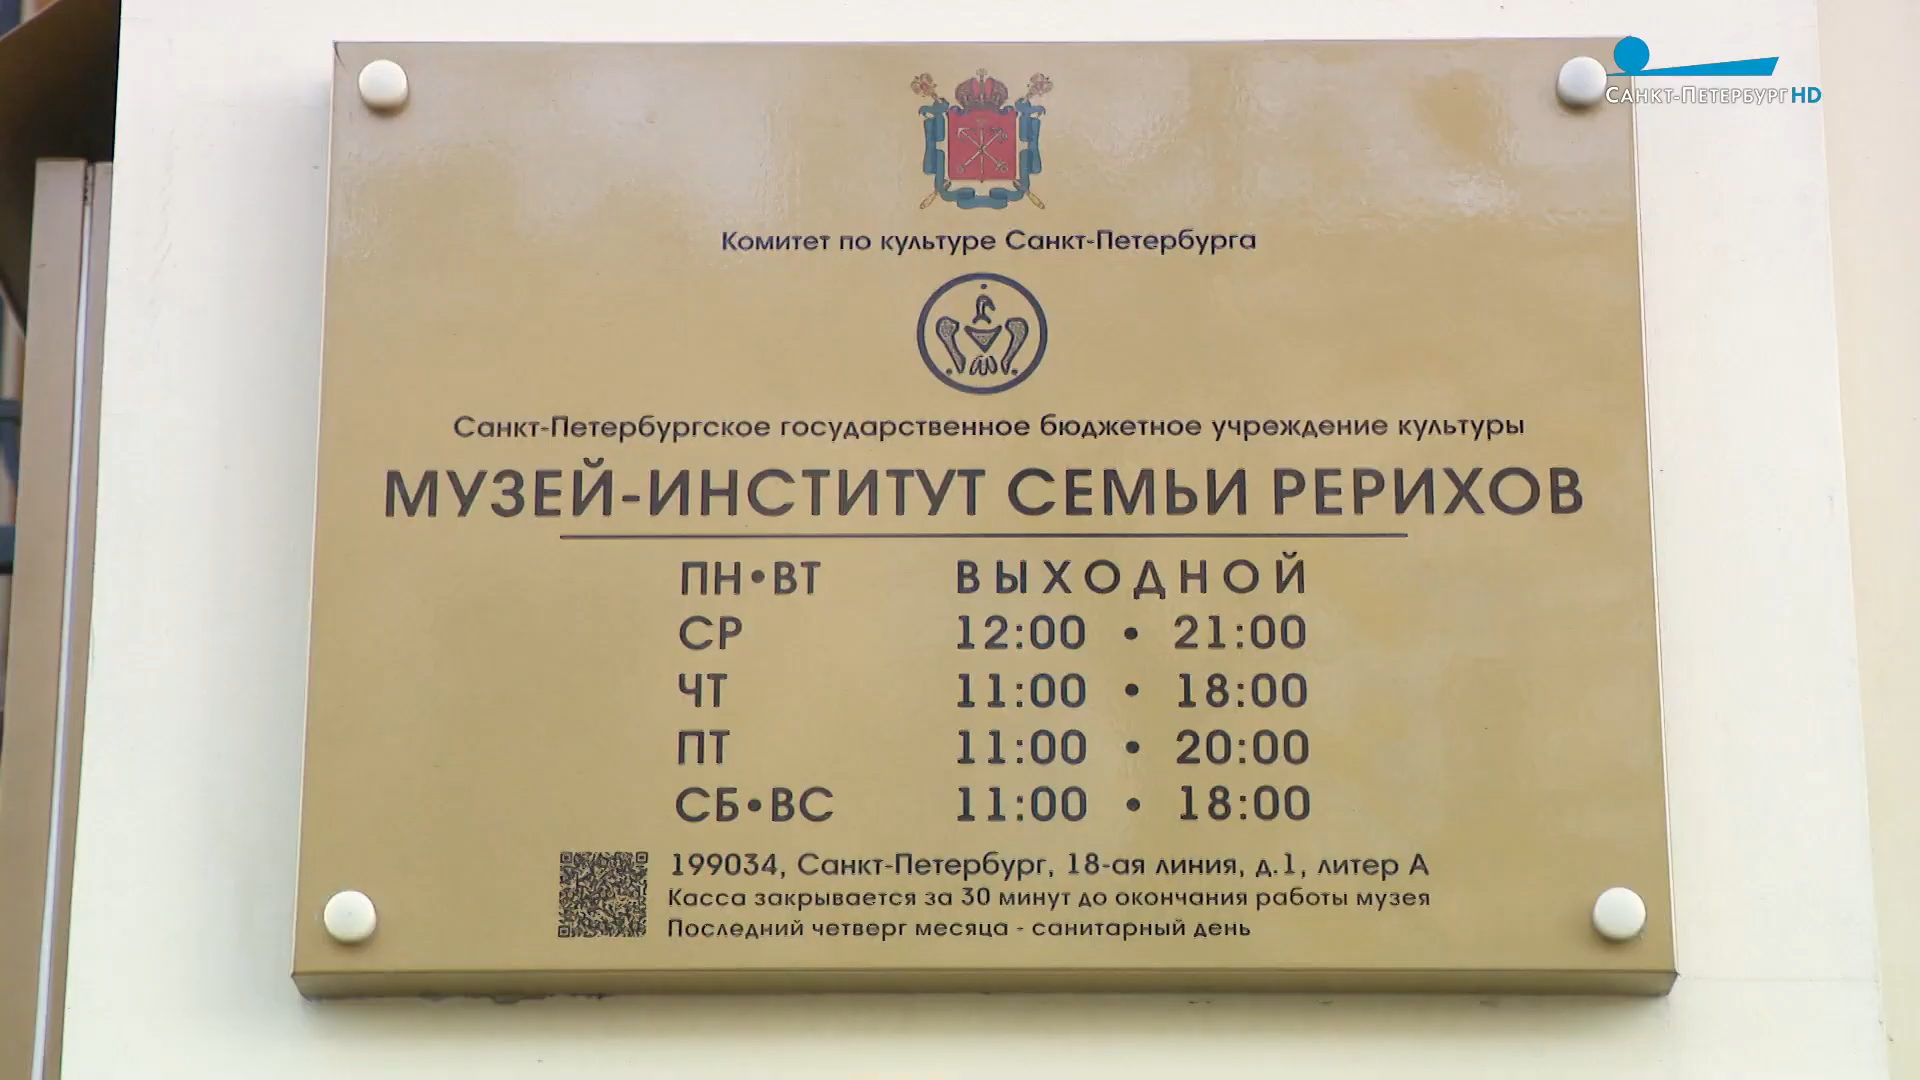 САНКТ-ПЕТЕРБУРГ HD
Комитет по культуре Санкт-Петербурга
Санкт-Петербургское государственное бюджетное учреждение культуры
МУЗЕЙ-ИНСТИТУТ СЕМЬИ РЕРИХОВ
ПН•ВТ ВЫХОДНОЙ
СР 12:00 • 21:00
ЧТ 11:00 • 18:00
ПТ 11:00 • 20:00
СБ•ВС 11:00 • 18:00
199034, Санкт-Петербург, 18-ая линия, д.1, литер А
Касса закрывается за 30 минут до окончания работы музея
Последний четверг месяца - санитарный день